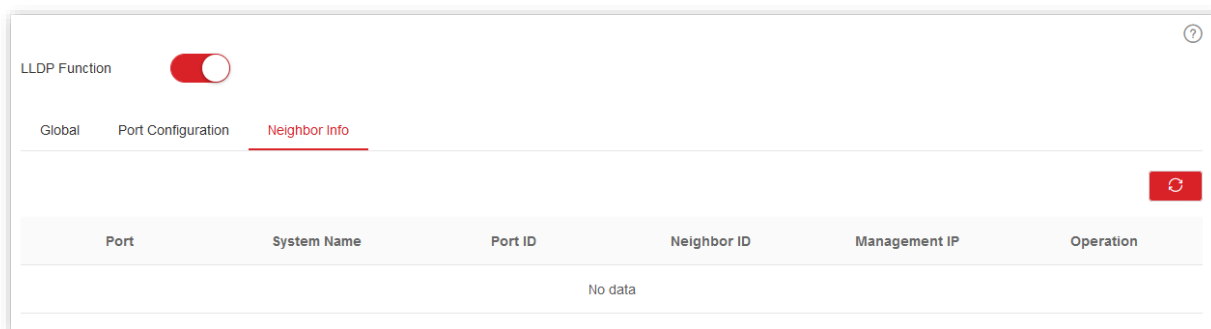 ?
LLDP Function
Global Port Configuration Neighbor Info
Port System Name Port ID Neighbor ID Management IP Operation
No data